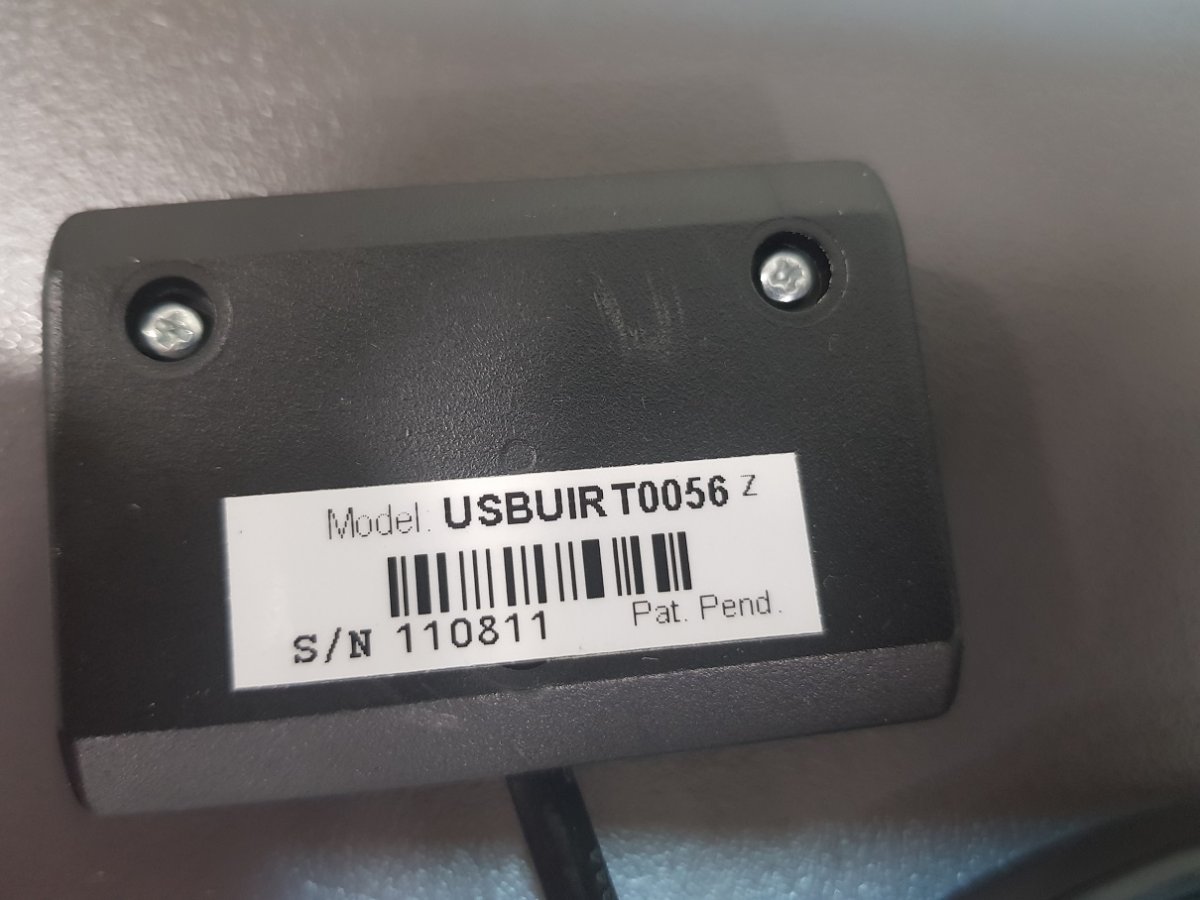 Model: USBUIRT0056 Z
S/N 110811 Pat. Pend.